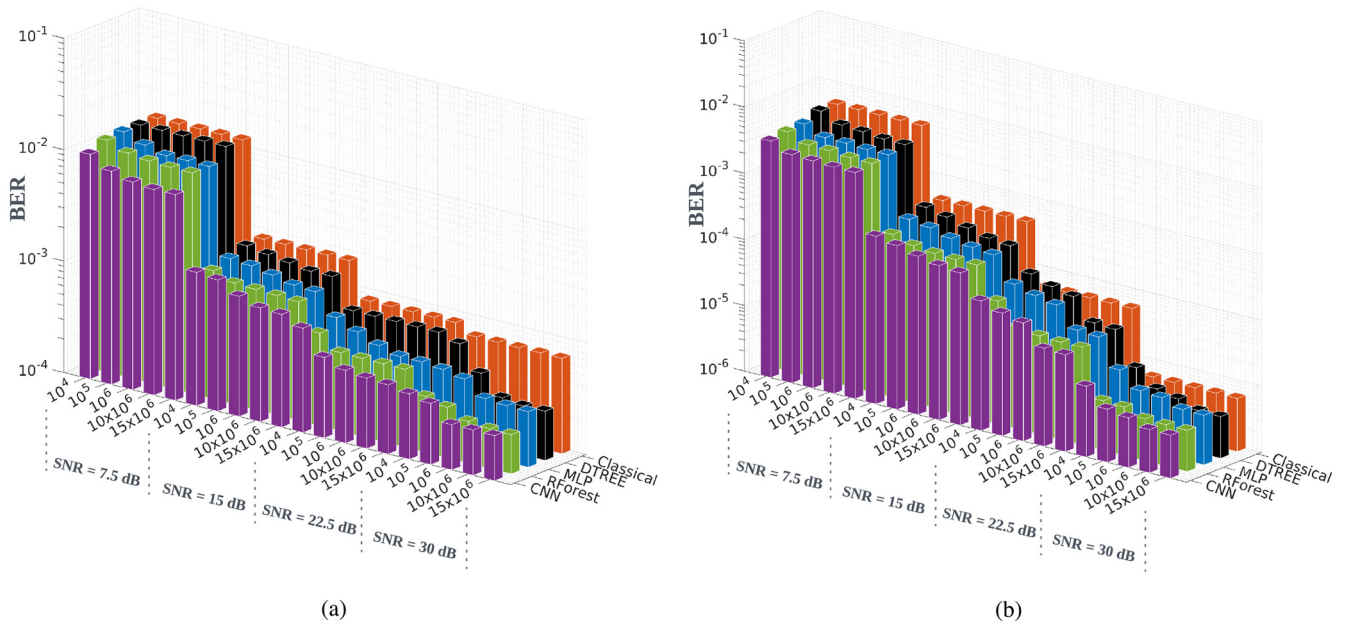 10-1
10-2
10-3
10-4
BER
10^4
10^5
10^6
10x10^6
15x10^6
10^4
10^5
10^6
10x10^6
15x10^6
10^4
10^5
10^6
10x10^6
15x10^6
10^4
10^5
10^6
10x10^6
15x10^6
SNR = 7.5 dB
SNR = 15 dB
SNR = 22.5 dB
SNR = 30 dB
Classical
DTREE
MLP
RForest
CNN
(a)
10-1
10-2
10-3
10-4
10-5
10-6
BER
10^4
10^5
10^6
10x10^6
15x10^6
10^4
10^5
10^6
10x10^6
15x10^6
10^4
10^5
10^6
10x10^6
15x10^6
10^4
10^5
10^6
10x10^6
15x10^6
SNR = 7.5 dB
SNR = 15 dB
SNR = 22.5 dB
SNR = 30 dB
Classical
DTREE
MLP
RForest
CNN
(b)